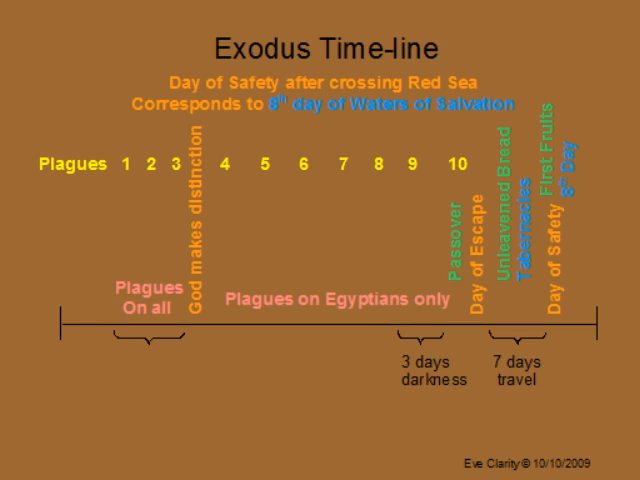 Exodus Time-line
Day of Safety after crossing Red Sea
Corresponds to 8th day of Waters of Salvation
Plagues 1 2 3 4 5 6 7 8 9 10
God makes distinction
Passover
Day of Escape
Unleavened Bread
Tabernacles
First Fruits
8th Day
Day of Safety
Plagues
On all
Plagues on Egyptians only
3 days
darkness
7 days
travel
Eve Clarity © 10/10/2009